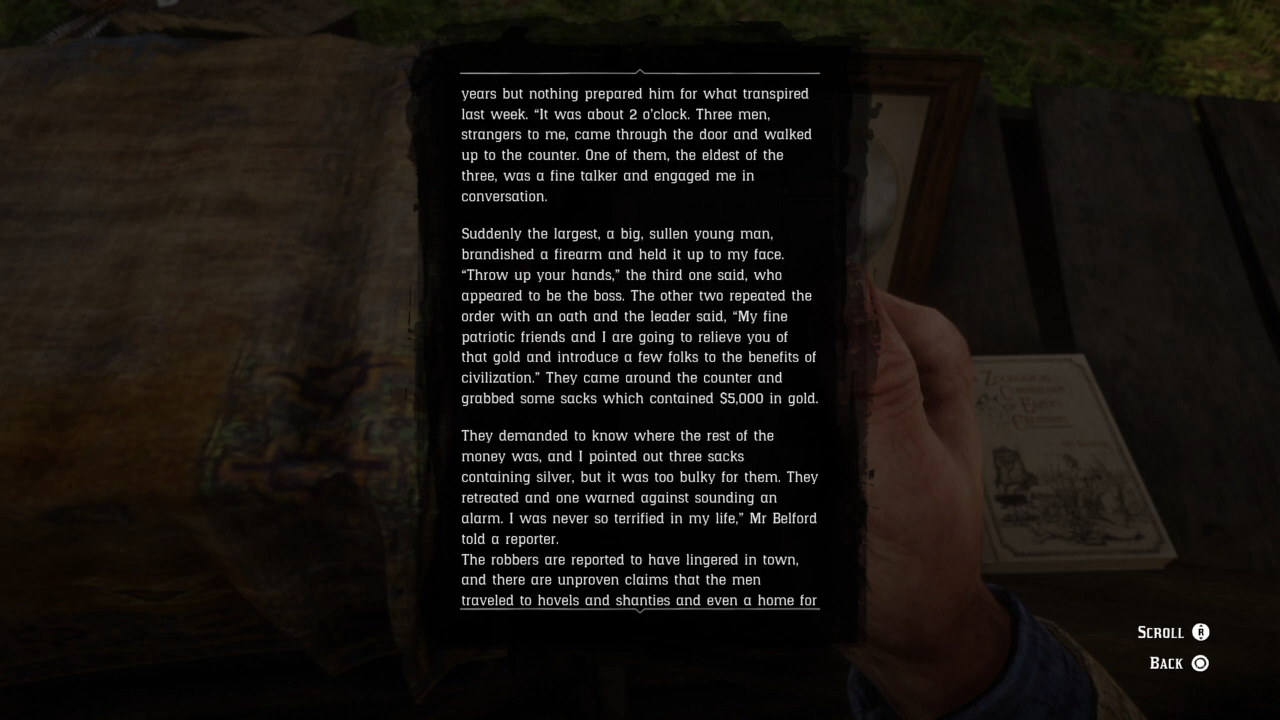 years but nothing prepared him for what transpired
last week. “It was about 2 o’clock. Three men,
strangers to me, came through the door and walked
up to the counter. One of them, the eldest of the
three, was a fine talker and engaged me in
conversation.
Suddenly the largest, a big, sullen young man,
brandished a firearm and held it up to my face.
“Throw up your hands,” the third one said, who
appeared to be the boss. The other two repeated the
order with an oath and the leader said, “My fine
patriotic friends and I are going to relieve you of
that gold and introduce a few folks to the benefits of
civilization.” They came around the counter and
grabbed some sacks which contained $5,000 in gold.
They demanded to know where the rest of the
money was, and I pointed out three sacks
containing silver, but it was too bulky for them. They
retreated and one warned against sounding an
alarm. I was never so terrified in my life,” Mr Belford
told a reporter.
The robbers are reported to have lingered in town,
and there are unproven claims that the men
traveled to hovels and shanties and even a home for
Scroll R
Back